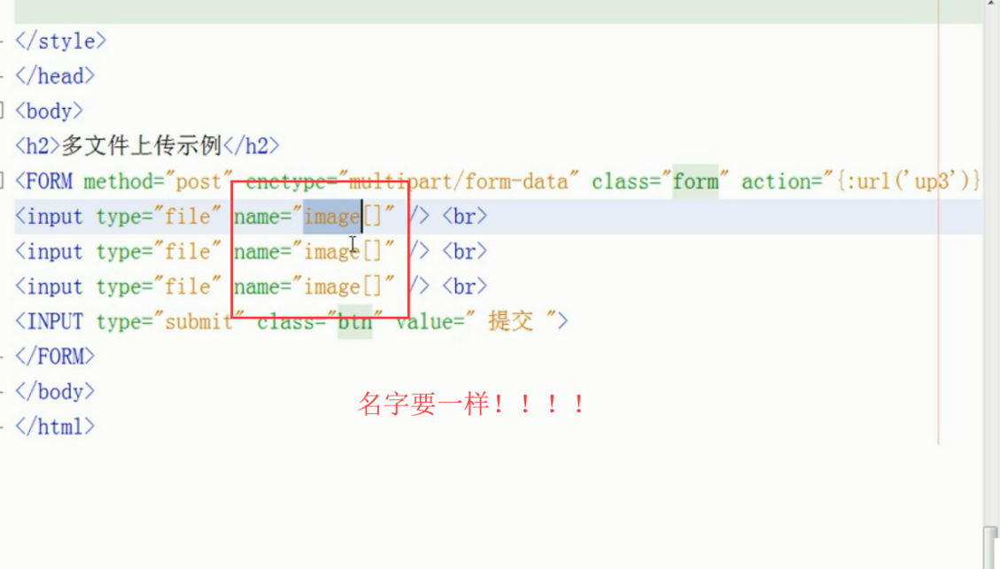 </style>
</head>
<body>
<h2>多文件上传示例</h2>
<FORM method="post" enctype="multipart/form-data" class="form" action="{:url('up3')}
<input type="file" name="image[]" /> <br>
<input type="file" name="image[]" /> <br>
<input type="file" name="image[]" /> <br>
<INPUT type="submit" class="btn" value=" 提交 ">
</FORM>
</body>
名字要一样！！！！
</html>